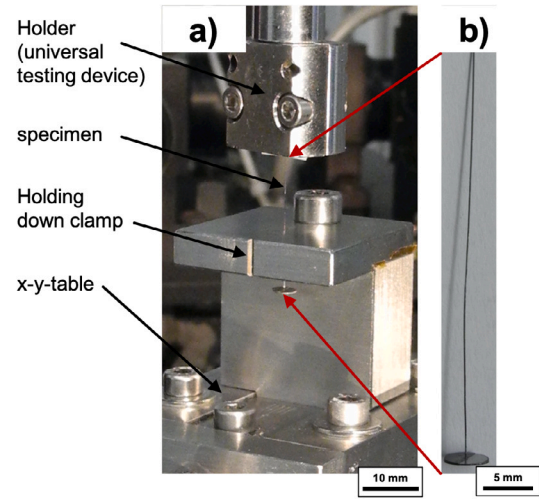 Holder
(universal
testing device)
specimen
Holding
down clamp
x-y-table
a)
b)
10 mm
5 mm